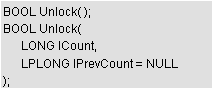 BOOL Unlock( );
BOOL Unlock(
LONG lCount,
LPLONG lPrevCount = NULL
);